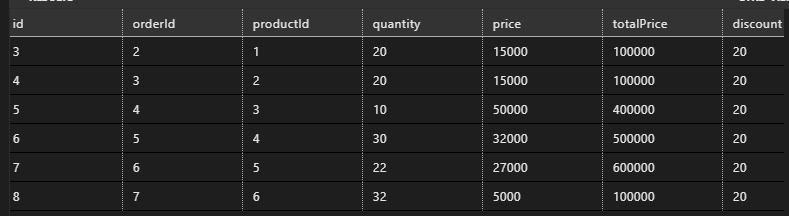 id orderId productId quantity price totalPrice discount
3 2 1 20 15000 100000 20
4 3 2 20 15000 100000 20
5 4 3 10 50000 400000 20
6 5 4 30 32000 500000 20
7 6 5 22 27000 600000 20
8 7 6 32 5000 100000 20